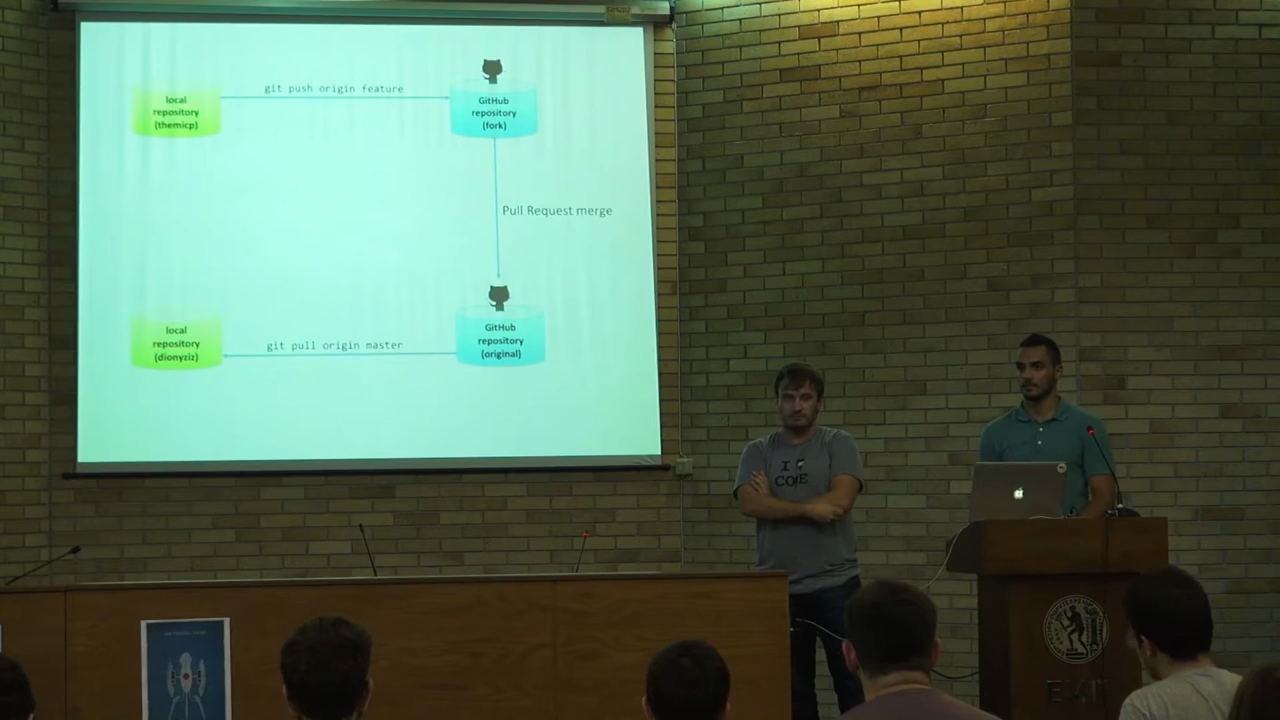 git push origin feature
local
repository
(themicp)
GitHub
repository
(fork)
Pull Request merge
git pull origin master
local
repository
(dionyziz)
GitHub
repository
(original)
I
CODE